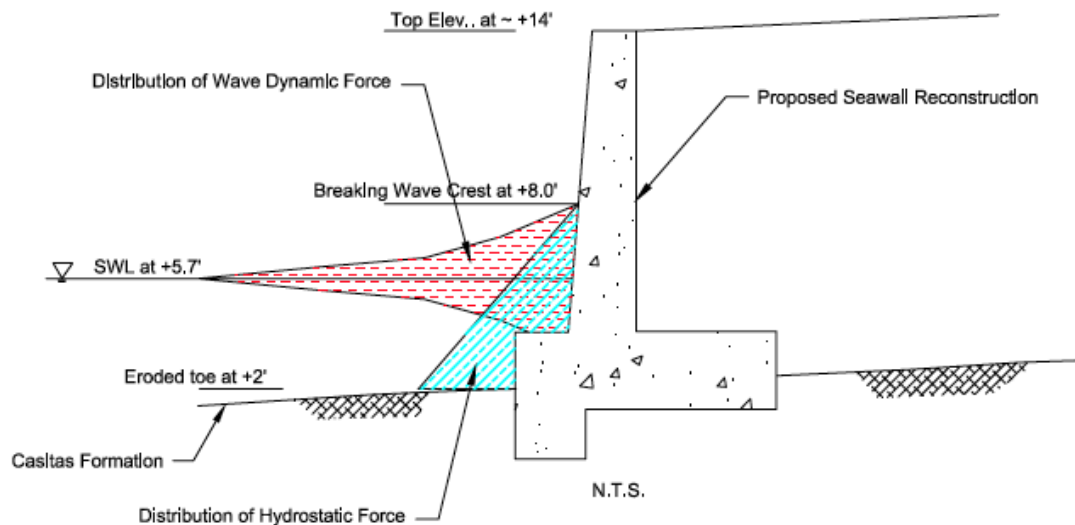 Top Elev., at ~ +14'
Distribution of Wave Dynamic Force
Proposed Seawall Reconstruction
Breaking Wave Crest at +8.0'
SWL at +5.7'
Eroded toe at +2'
Casitas Formation
N.T.S.
Distribution of Hydrostatic Force